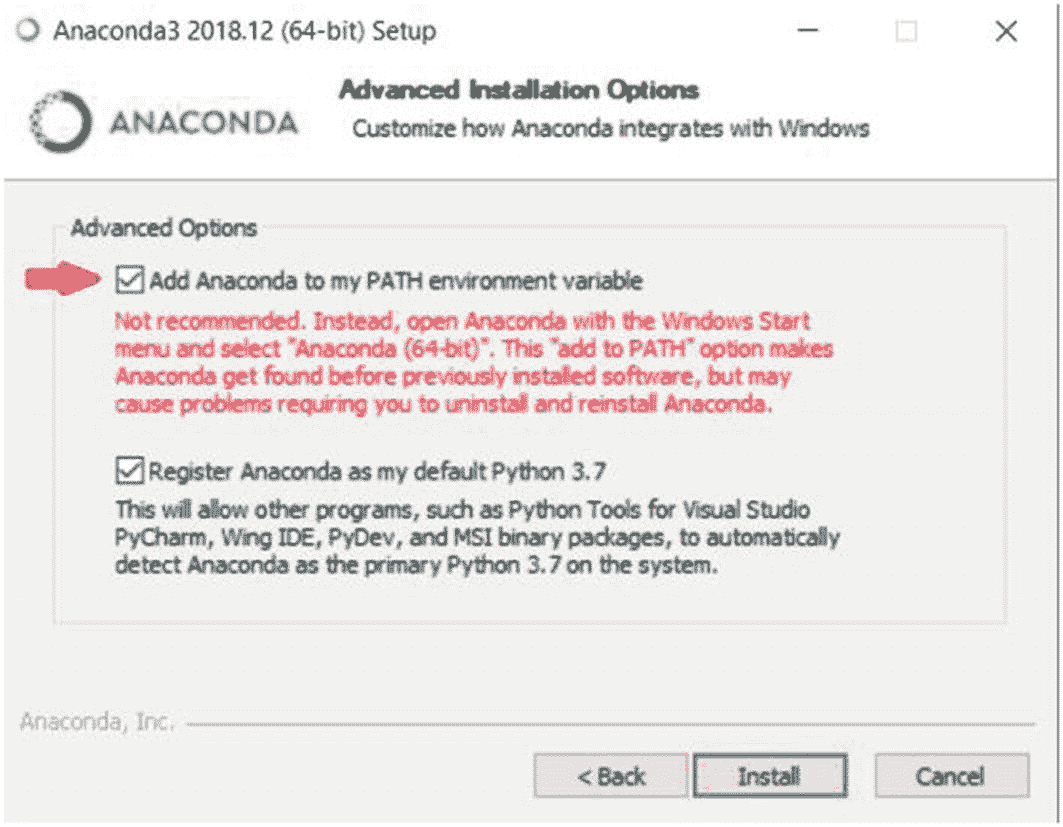 Anaconda3 2018.12 (64-bit) Setup
ANACONDA
Advanced Installation Options
Customize how Anaconda integrates with Windows
Advanced Options
Add Anaconda to my PATH environment variable
Not recommended. Instead, open Anaconda with the Windows Start
menu and select "Anaconda (64-bit)". This "add to PATH" option makes
Anaconda get found before previously installed software, but may
cause problems requiring you to uninstall and reinstall Anaconda.
Register Anaconda as my default Python 3.7
This will allow other programs, such as Python Tools for Visual Studio
PyCharm, Wing IDE, PyDev, and MSI binary packages, to automatically
detect Anaconda as the primary Python 3.7 on the system.
Anaconda, Inc.
< Back
Install
Cancel